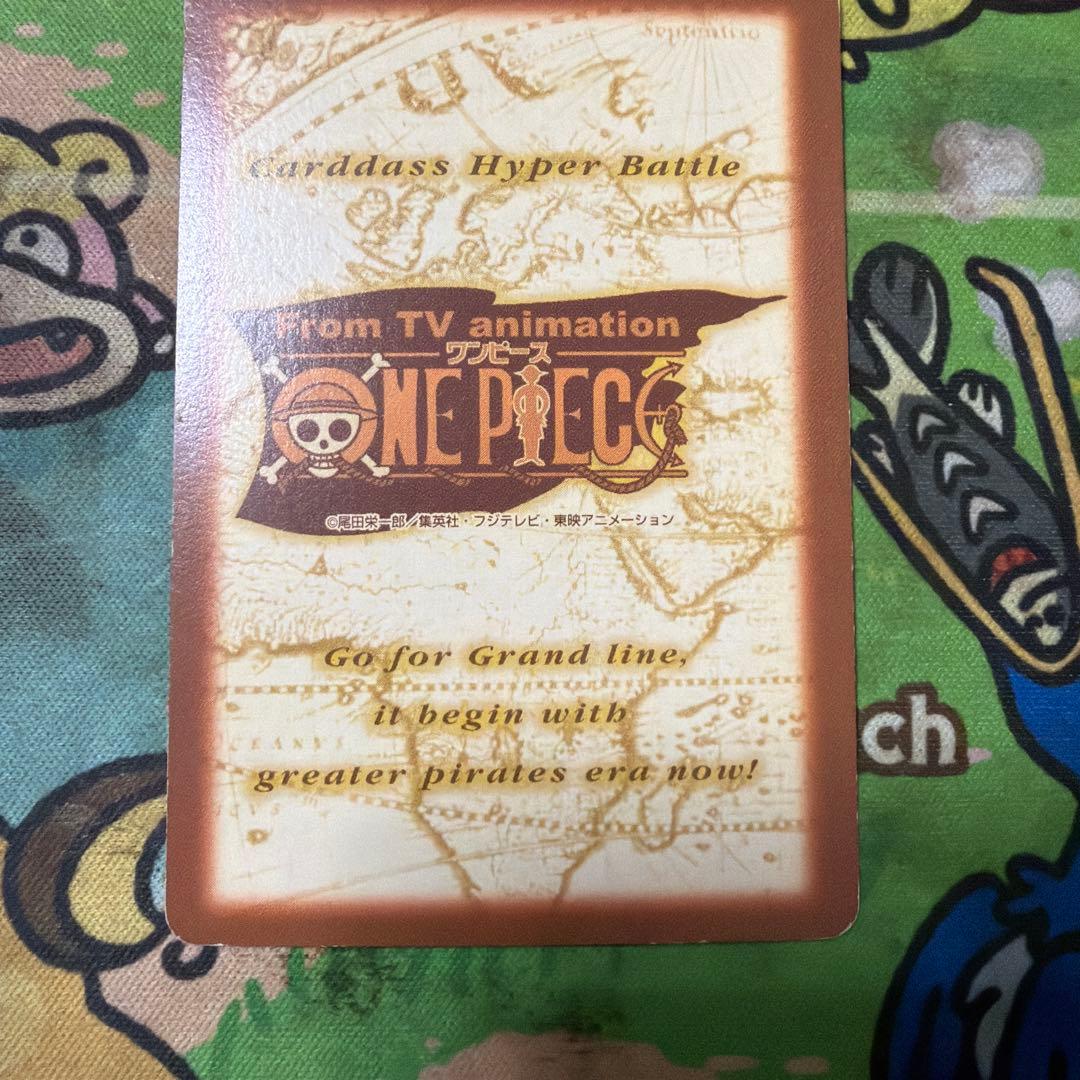 Septentrio
Carddass Hyper Battle
From TV animation
ワンピース
ONE PIECE
©尾田栄一郎／集英社・フジテレビ・東映アニメーション
Go for Grand line,
it begin with
greater pirates era now!
ch